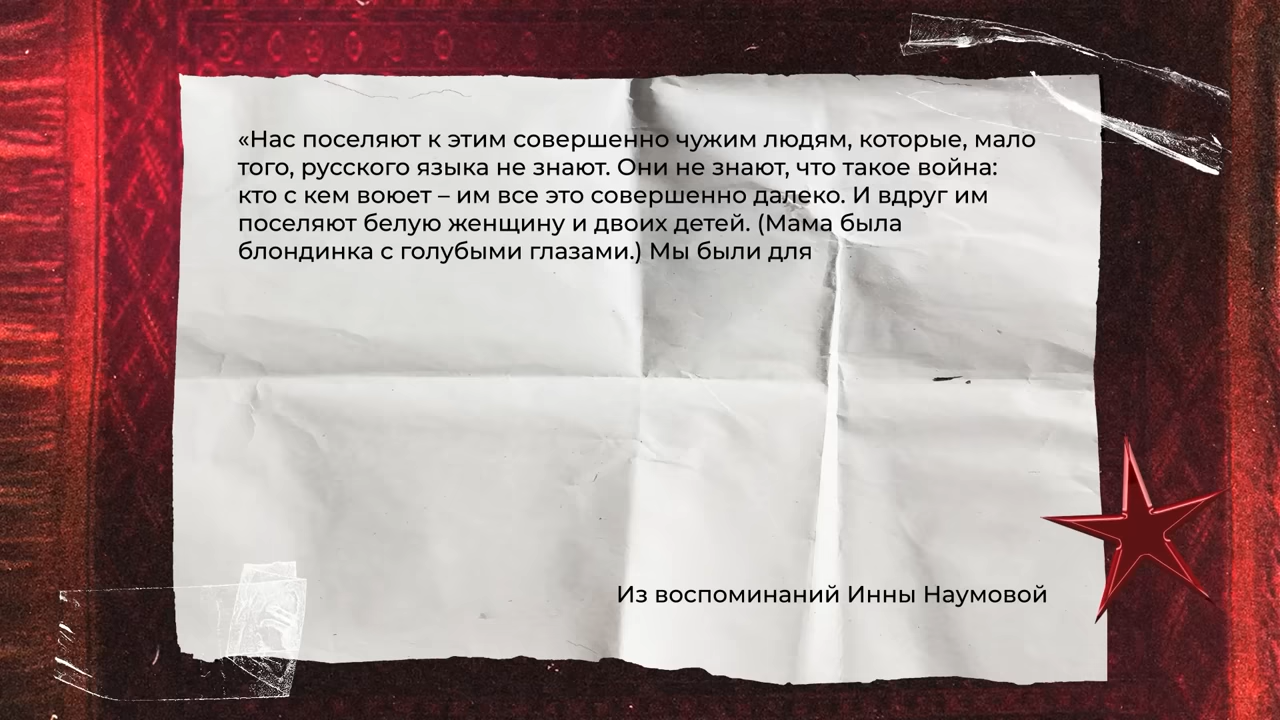 «Нас поселяют к этим совершенно чужим людям, которые, мало
того, русского языка не знают. Они не знают, что такое война:
кто с кем воюет – им все это совершенно далеко. И вдруг им
поселяют белую женщину и двоих детей. (Мама была
блондинка с голубыми глазами.) Мы были для
Из воспоминаний Инны Наумовой